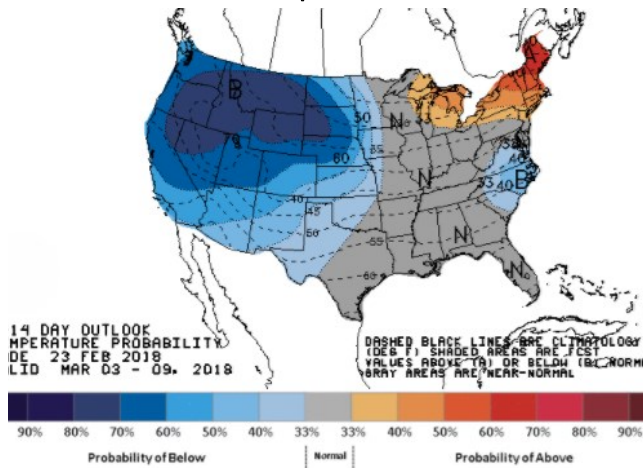 B
N
N
N
N
N
B
50
55
60
40
45
50
55
60
35
40
33
40
14 DAY OUTLOOK
MPERATURE PROBABILITY
DE 23 FEB 2018
LID MAR 03 - 09, 2018
DASHED BLACK LINES ARE CLIMATOLOGY
(DEG F) SHADED AREAS ARE FCST
VALUES ABOVE (A) OR BELOW (B) NORM
GRAY AREAS ARE NEAR-NORMAL
90% 80% 70% 60% 50% 40% 33% 33% 40% 50% 60% 70% 80% 90%
Probability of Below Normal Probability of Above